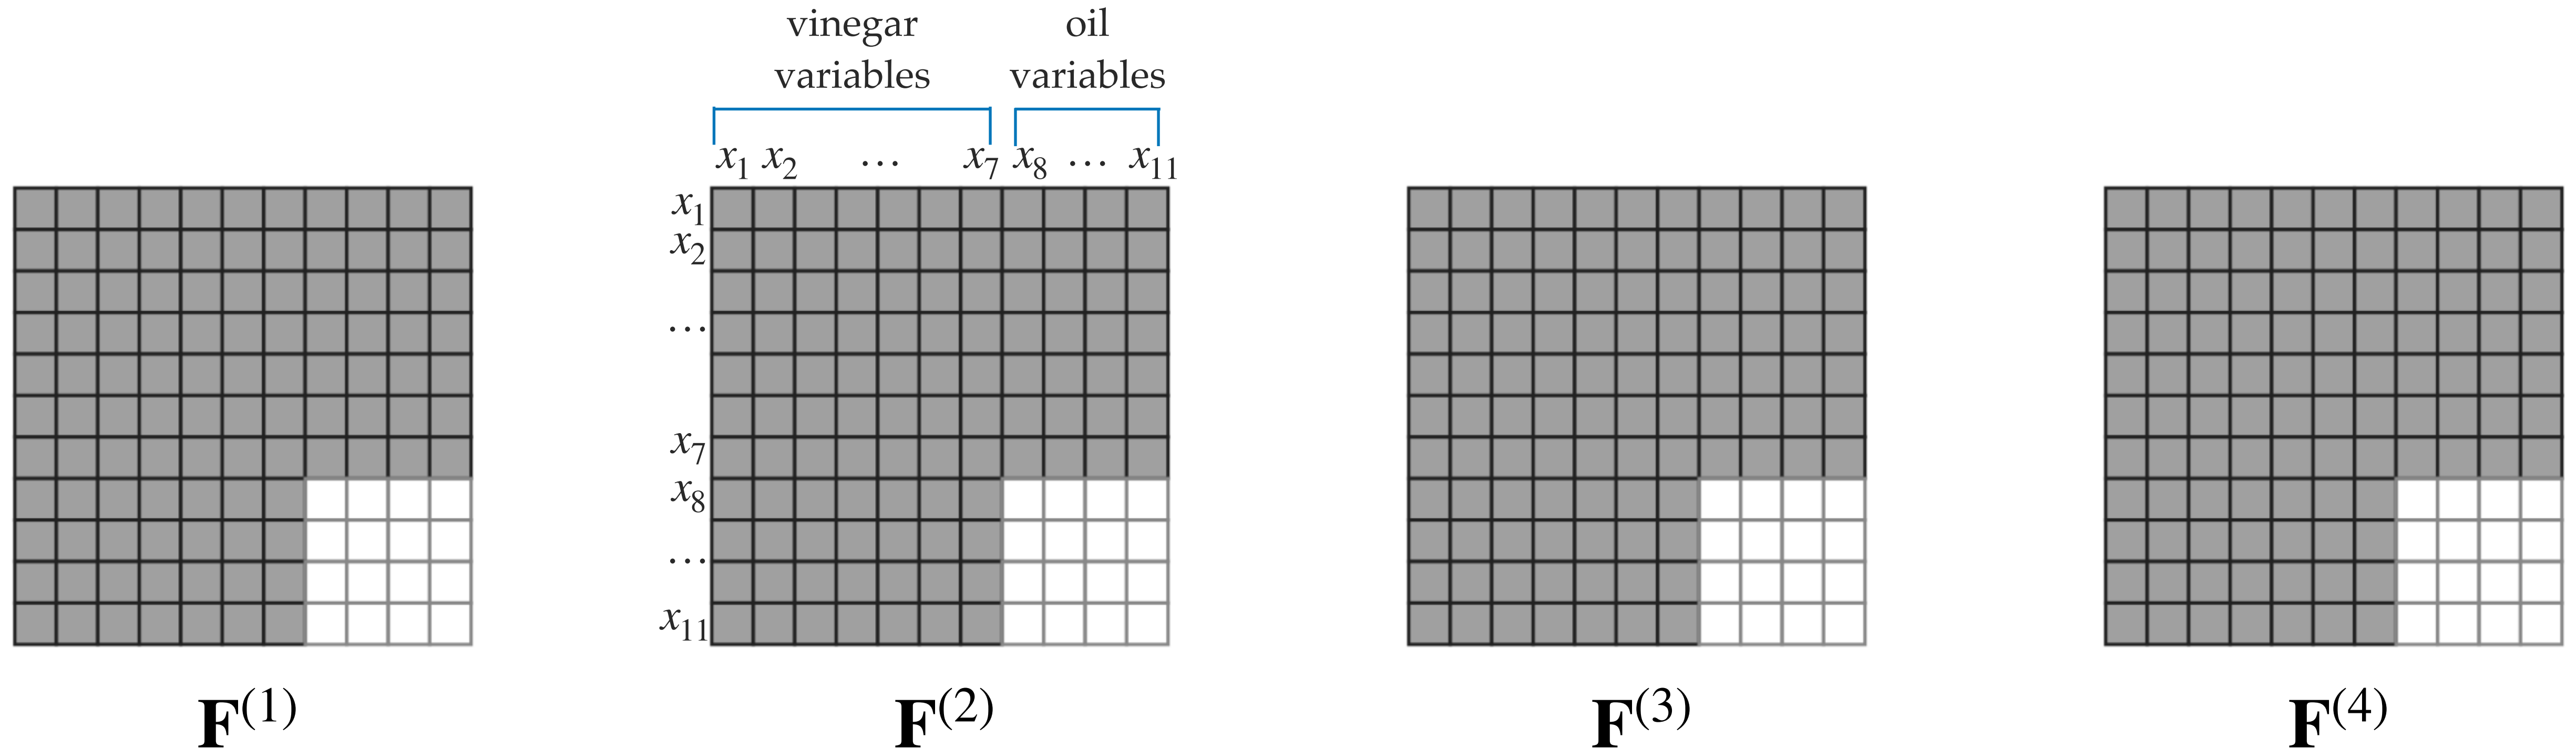 vinegar
variables
oil
variables
x₁ x₂ ... x₇ x₈ ... x₁₁
x₁
x₂
...
x₇
x₈
...
x₁₁
F⁽¹⁾ F⁽²⁾ F⁽³⁾ F⁽⁴⁾